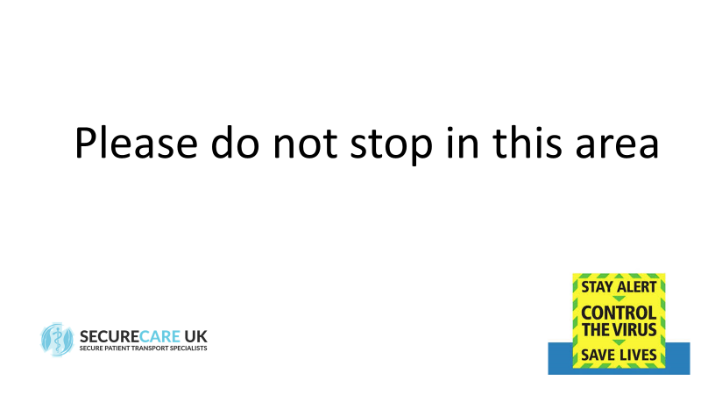 Please do not stop in this area
SECURECARE UK
SECURE PATIENT TRANSPORT SPECIALISTS
STAY ALERT
CONTROL
THE VIRUS
SAVE LIVES